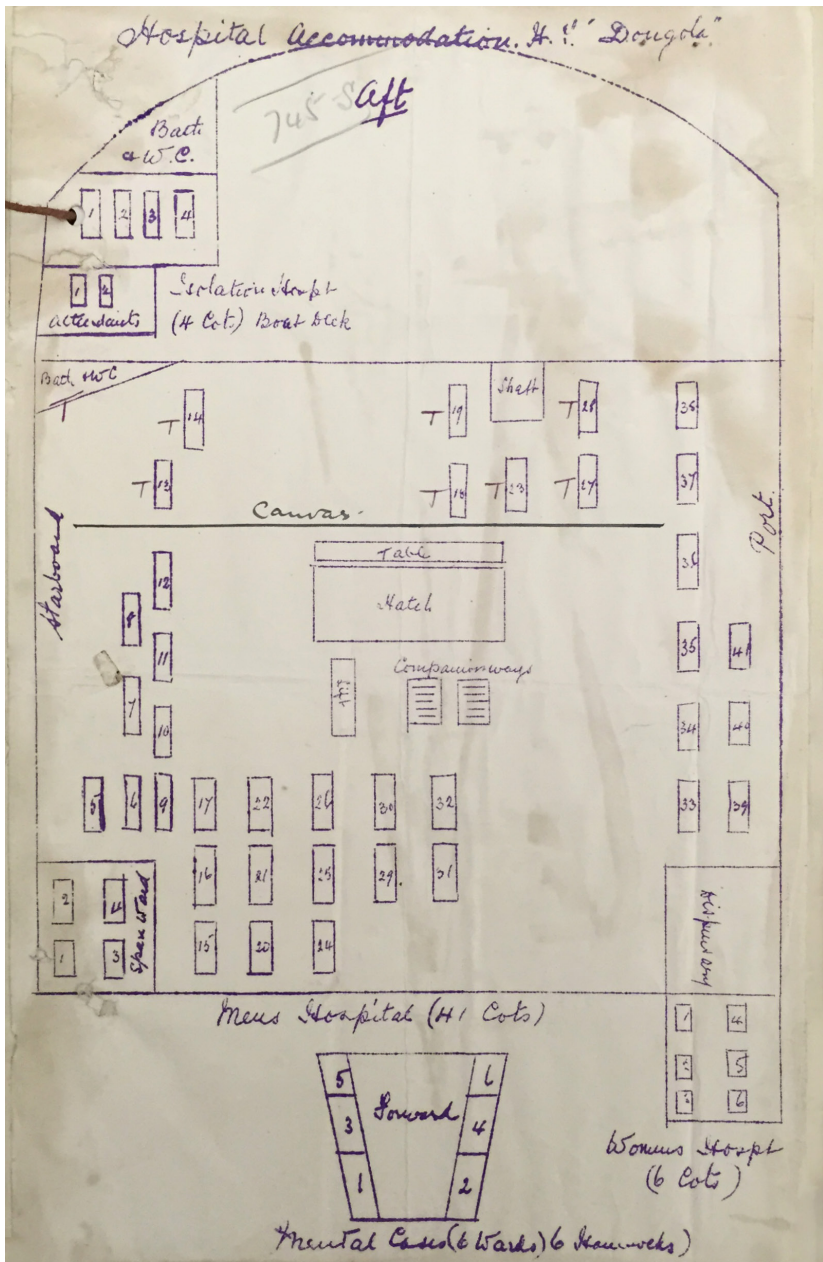 Hospital Accommodation. H.T. "Dongola"
Aft
745-S
Bath
& W.C.
1 2 3 4
1 2
Attendants
Isolation Hospt
(4 Cots) Boat Deck
Bath & WC
T
T 14
T 19
Shaft
T 28
38
T 13
T 18
T 23
T 27
37
Canvas
Starboard
Port.
Table
Hatch
12
36
8
11
35 41
Companionways
7
10
34 40
5 6 9 17 22 26 30 32
33 39
16 21 25 29. 31
2 4
1 3
15 20 24
Dispensary
Mens Hospital (41 Cots)
1 4
2 5
3 6
Womens Hospt
(6 Cots)
5 6
Forward
3 4
1 2
Mental Cases (6 Wards) 6 Hammocks)